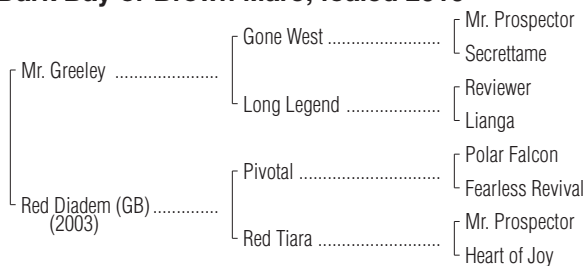 Dark Bay or Brown Mare; foaled
Mr. Prospector
Gone West ........................
Secrettame
Mr. Greeley ......................
Reviewer
Long Legend ....................
Lianga
Polar Falcon
Pivotal ..............................
Fearless Revival
Red Diadem (GB) ..............
(2003)
Mr. Prospector
Red Tiara .........................
Heart of Joy